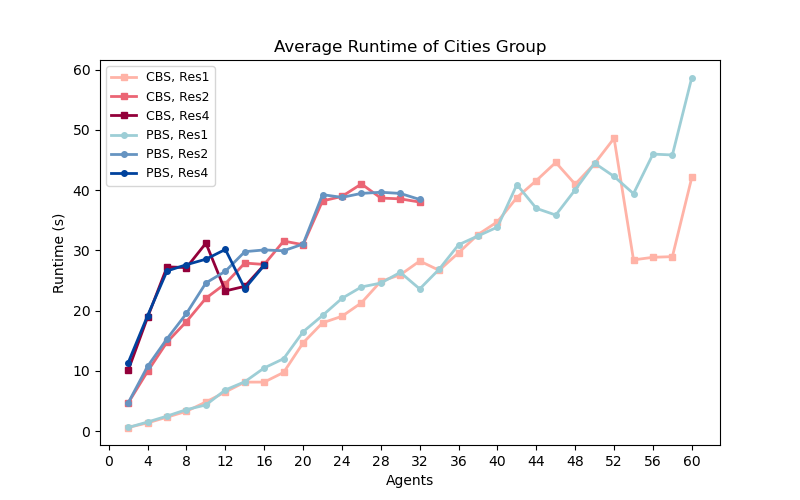 Average Runtime of Cities Group
60
50
40
30
20
10
0
Runtime (s)
CBS, Res1
CBS, Res2
CBS, Res4
PBS, Res1
PBS, Res2
PBS, Res4
0 4 8 12 16 20 24 28 32 36 40 44 48 52 56 60
Agents